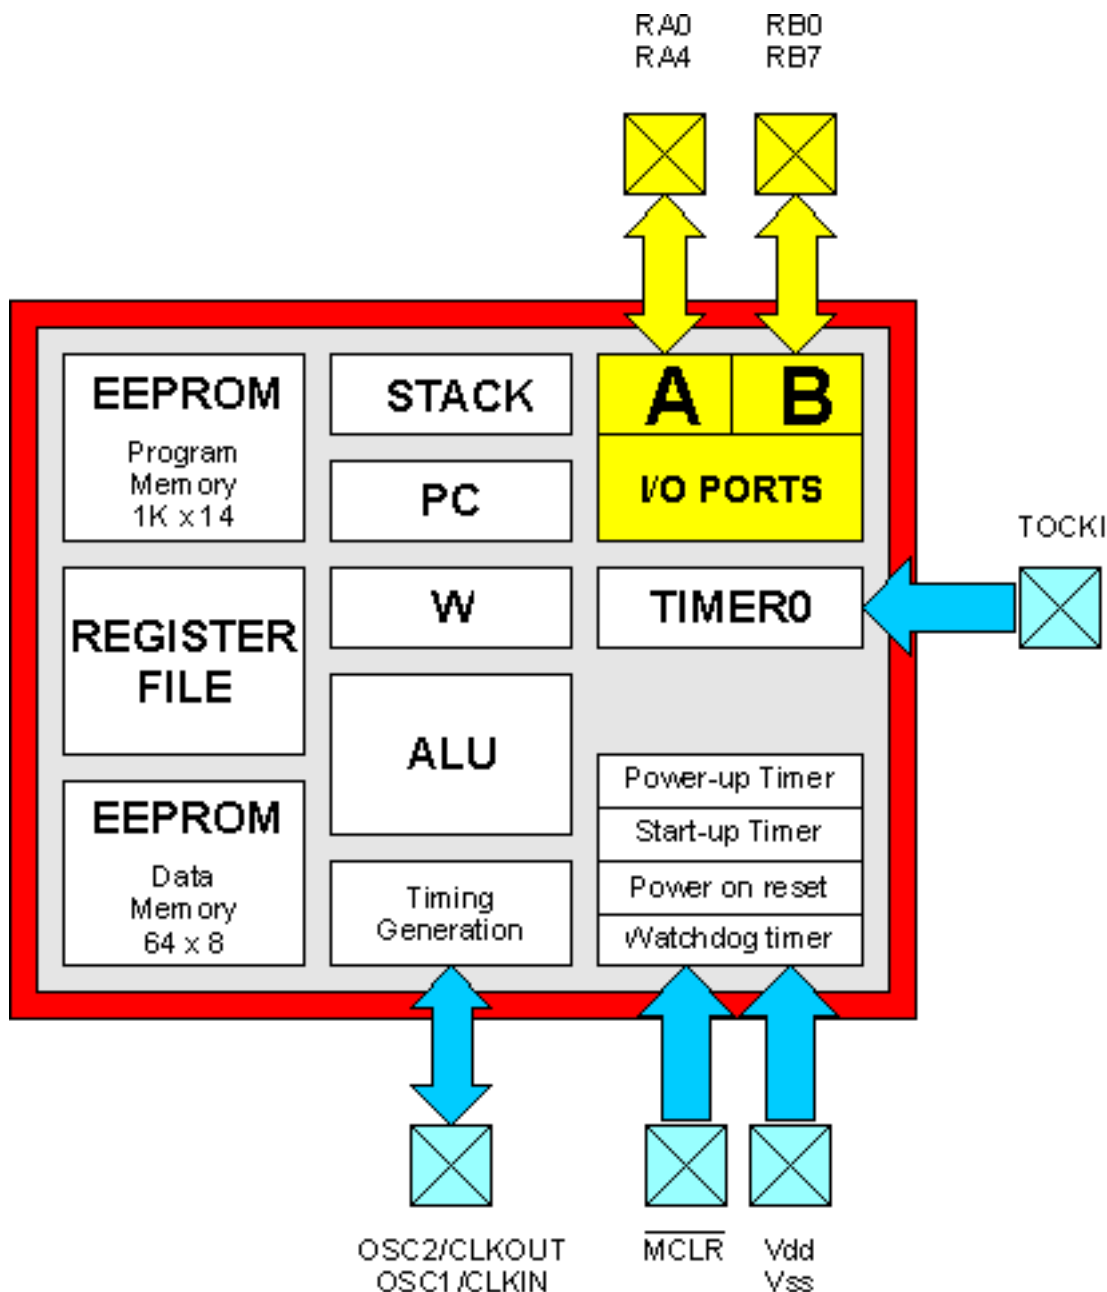 RA0
RA4
RB0
RB7
EEPROM
Program
Memory
1K x 14
STACK
A
B
PC
I/O PORTS
TOCKI
REGISTER
FILE
W
TIMER0
ALU
EEPROM
Data
Memory
64 x 8
Power-up Timer
Start-up Timer
Power on reset
Watchdog timer
Timing
Generation
OSC2/CLKOUT
OSC1/CLKIN
MCLR
Vdd
Vss